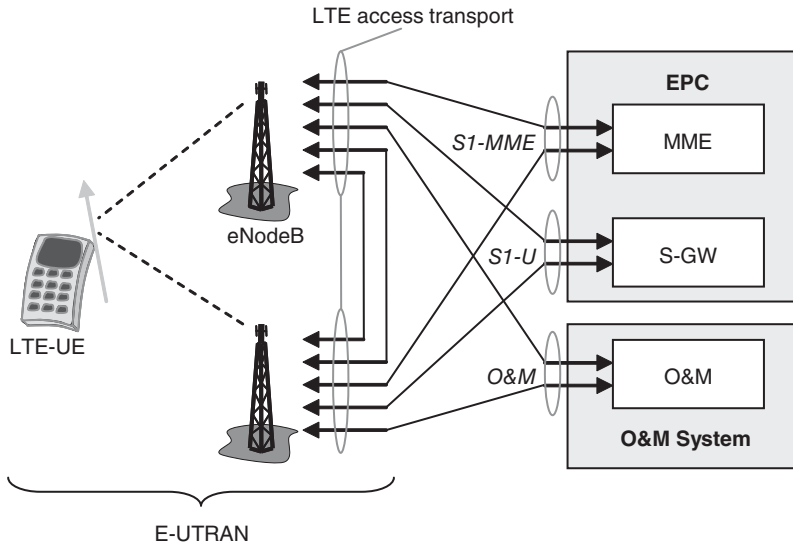 LTE access transport
EPC
MME
S1-MME
eNodeB
S-GW
S1-U
LTE-UE
O&M
O&M
O&M System
E-UTRAN